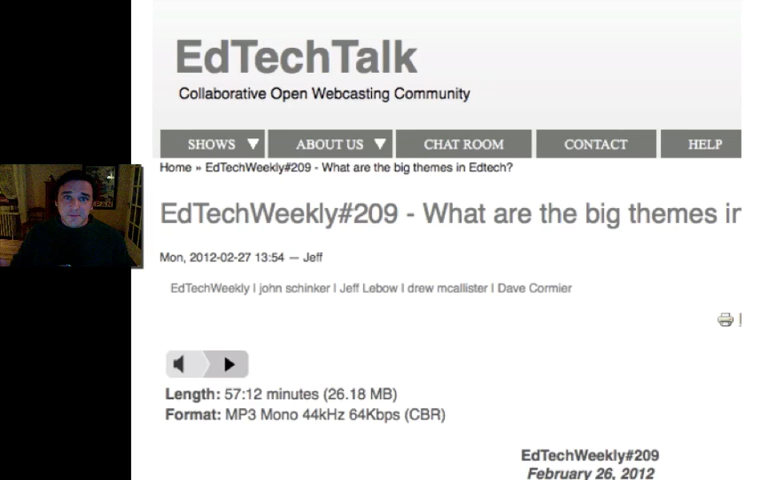 EdTechTalk
Collaborative Open Webcasting Community
SHOWS ABOUT US CHAT ROOM CONTACT HELP
Home » EdTechWeekly#209 - What are the big themes in Edtech?
EdTechWeekly#209 - What are the big themes in
Mon, 2012-02-27 13:54 — Jeff
EdTechWeekly | john schinker | Jeff Lebow | drew mcallister | Dave Cormier
Length: 57:12 minutes (26.18 MB)
Format: MP3 Mono 44kHz 64Kbps (CBR)
EdTechWeekly#209
February 26, 2012